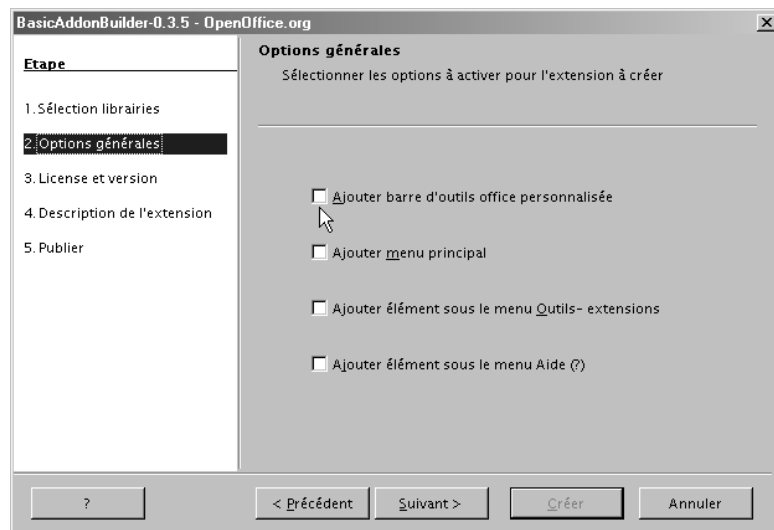 BasicAddonBuilder-0.3.5 - OpenOffice.org
Etape
1. Sélection librairies
2. Options générales
3. License et version
4. Description de l'extension
5. Publier
Options générales
Sélectionner les options à activer pour l'extension à créer
Ajouter barre d'outils office personnalisée
Ajouter menu principal
Ajouter élément sous le menu Outils- extensions
Ajouter élément sous le menu Aide (?)
?
< Précédent
Suivant >
Créer
Annuler